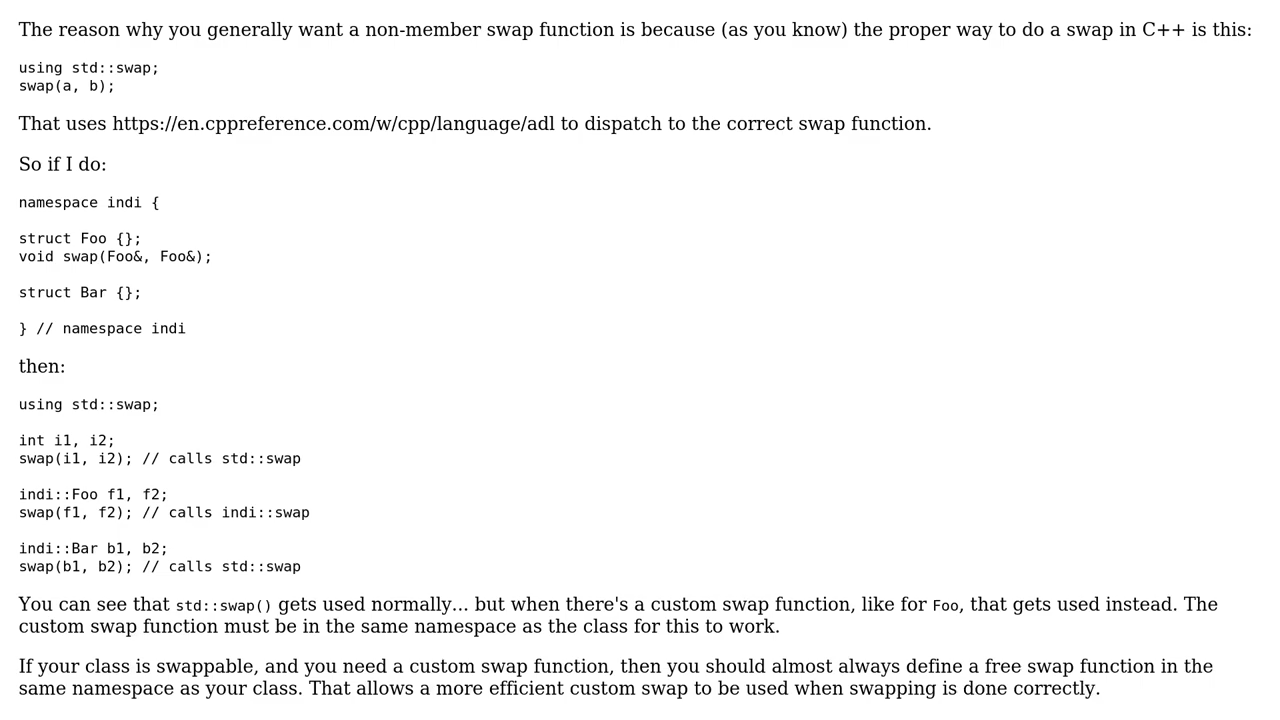 The reason why you generally want a non-member swap function is because (as you know) the proper way to do a swap in C++ is this:
using std::swap;
swap(a, b);
That uses https://en.cppreference.com/w/cpp/language/adl to dispatch to the correct swap function.
So if I do:
namespace indi {
struct Foo {};
void swap(Foo&, Foo&);
struct Bar {};
} // namespace indi
then:
using std::swap;
int i1, i2;
swap(i1, i2); // calls std::swap
indi::Foo f1, f2;
swap(f1, f2); // calls indi::swap
indi::Bar b1, b2;
swap(b1, b2); // calls std::swap
You can see that std::swap() gets used normally... but when there's a custom swap function, like for Foo, that gets used instead. The
custom swap function must be in the same namespace as the class for this to work.
If your class is swappable, and you need a custom swap function, then you should almost always define a free swap function in the
same namespace as your class. That allows a more efficient custom swap to be used when swapping is done correctly.